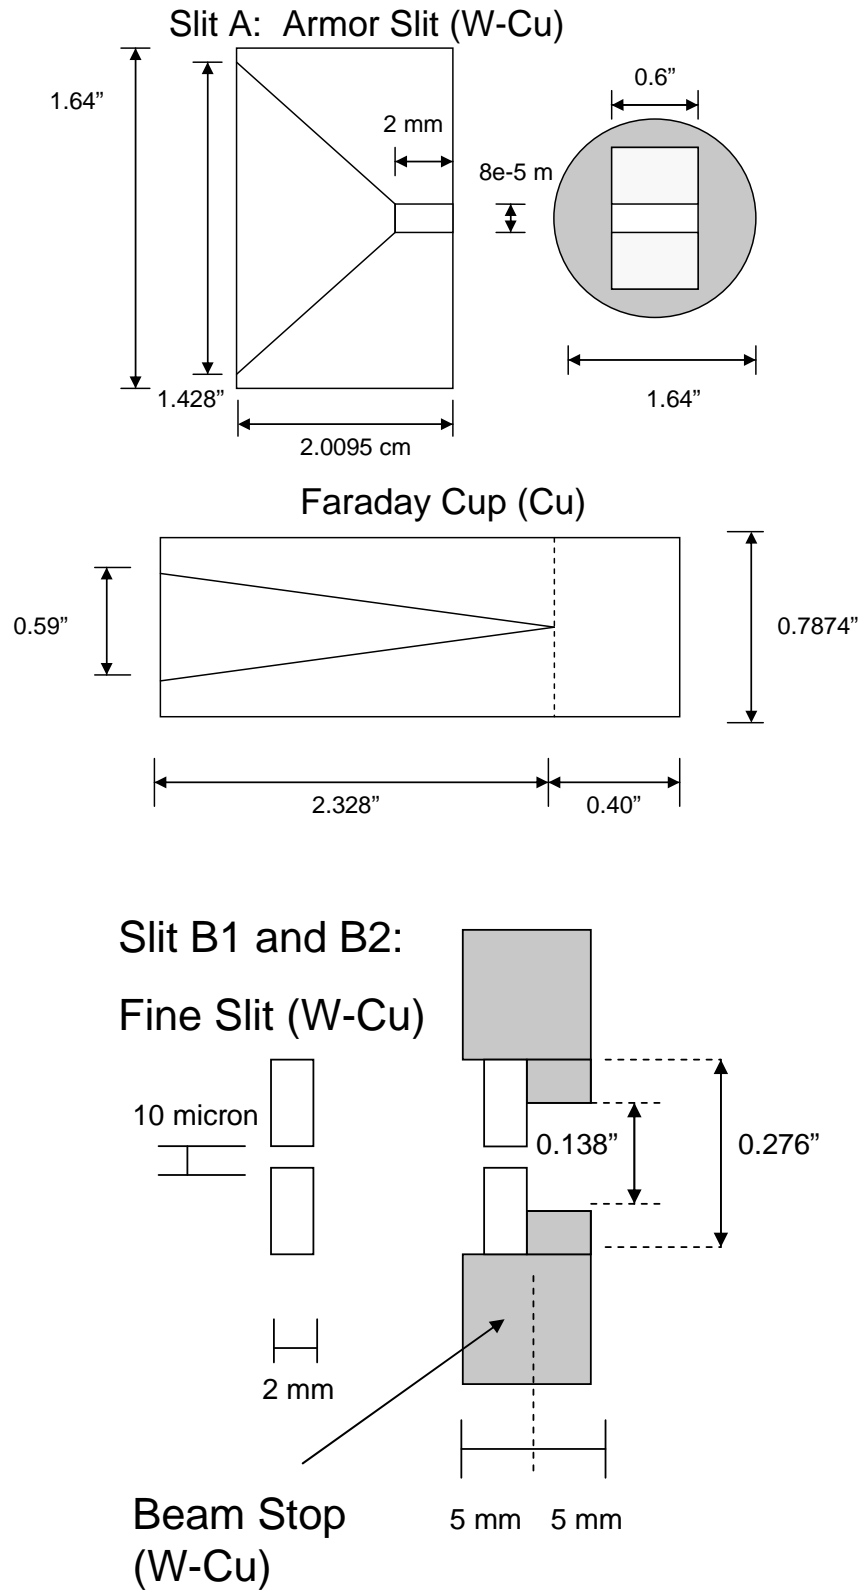 Slit A:  Armor Slit (W-Cu)
0.6”
1.64”
2 mm
8e-5 m
1.428”
1.64”
2.0095 cm
Faraday Cup (Cu)
0.59”
0.7874”
2.328”
0.40”
Slit B1 and B2:
Fine Slit (W-Cu)
10 micron
0.138”
0.276”
2 mm
Beam Stop
(W-Cu)
5 mm
5 mm